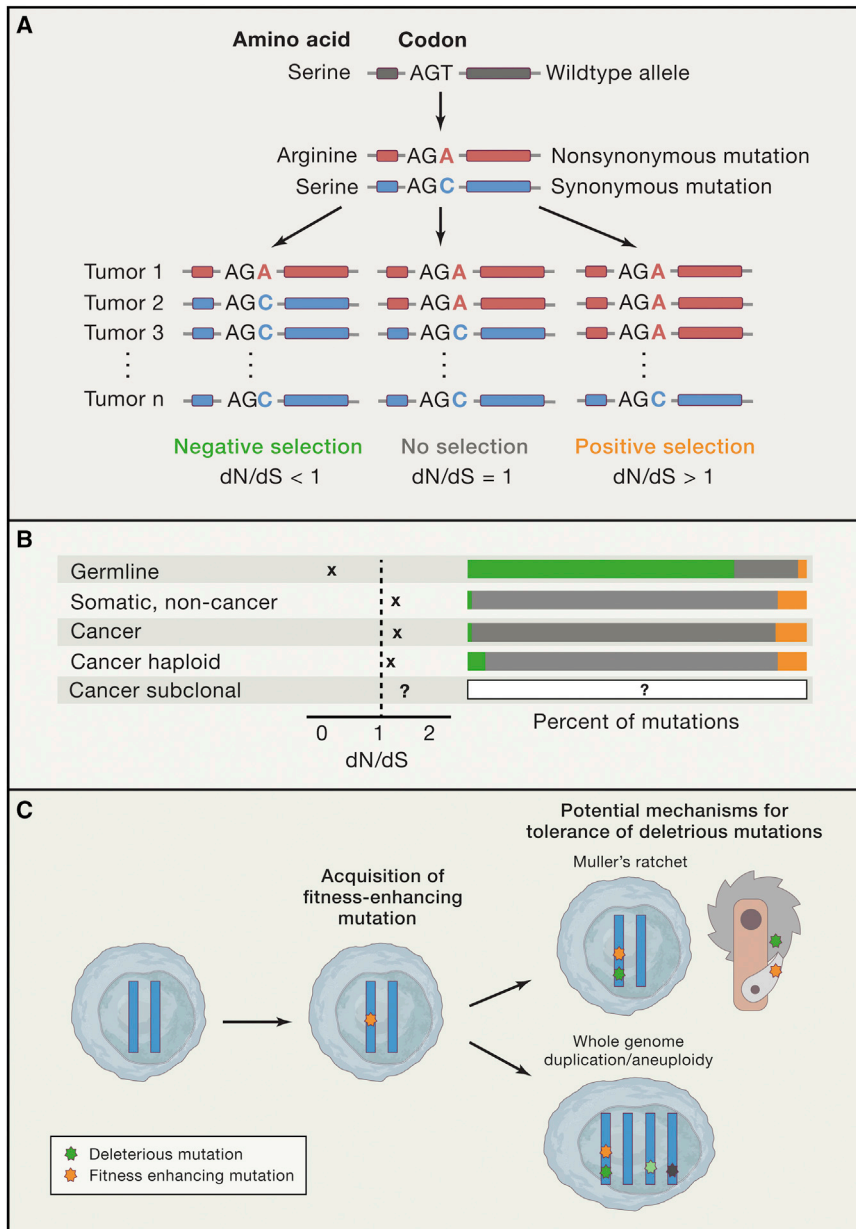 A
Amino acid Codon
Serine AGT Wildtype allele
Arginine AGA Nonsynonymous mutation
Serine AGC Synonymous mutation
Tumor 1 AGA AGA AGA
Tumor 2 AGC AGA AGA
Tumor 3 AGC AGC AGA
Tumor n AGC AGC AGC
Negative selection No selection Positive selection
dN/dS < 1 dN/dS = 1 dN/dS > 1
B
Germline x
Somatic, non-cancer x
Cancer x
Cancer haploid x
Cancer subclonal ? ?
0 1 2
dN/dS
Percent of mutations
C
Potential mechanisms for
tolerance of deletrious mutations
Muller's ratchet
Acquisition of
fitness-enhancing
mutation
Whole genome
duplication/aneuploidy
Deleterious mutation
Fitness enhancing mutation